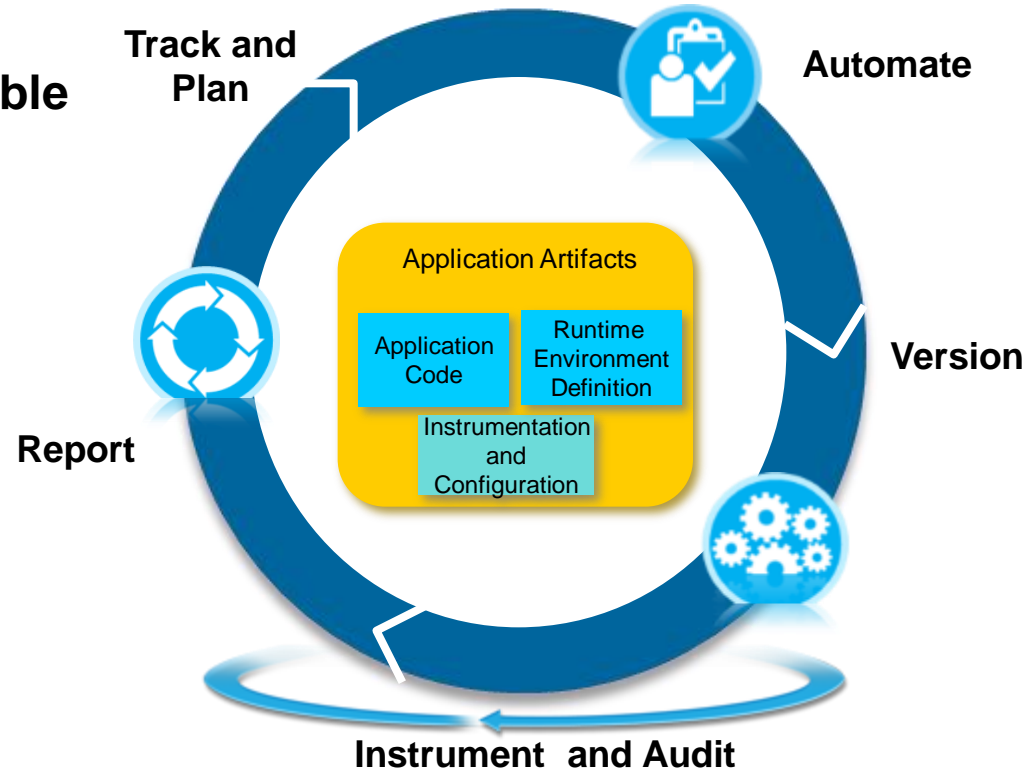 Track and
Plan
ble
Automate
Application Artifacts
Application
Code
Runtime
Environment
Definition
Version
Instrumentation
and
Configuration
Report
Instrument and Audit